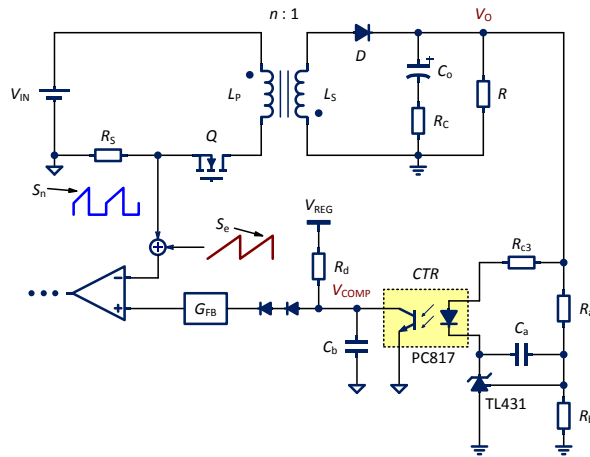 n : 1
V_O
D
V_IN
L_P
L_S
C_o
+
R
R_C
R_S
Q
S_n
S_e
V_REG
R_d
R_c3
V_COMP
CTR
+
−
+
G_FB
C_b
PC817
C_a
TL431